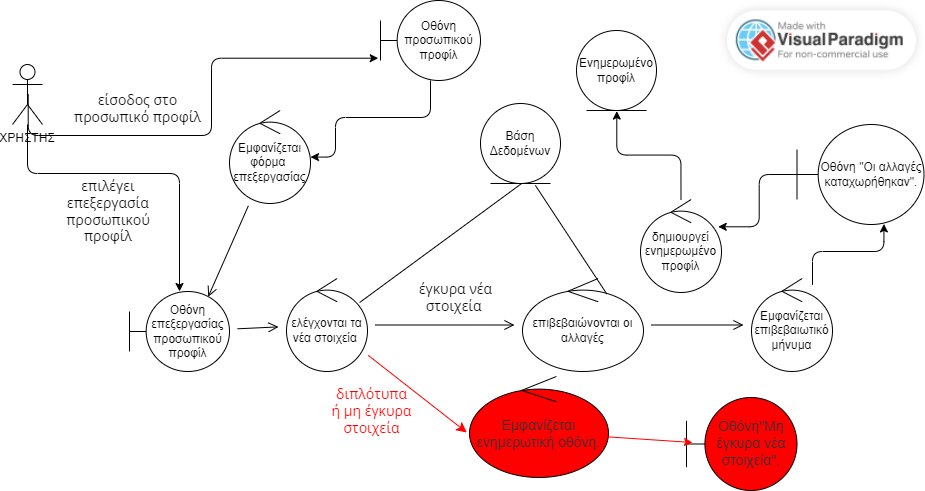 Οθόνη
προσωπικού
προφίλ
Made with
Visual Paradigm
For non-commercial use
Ενημερωμένο
προφίλ
είσοδος στο
προσωπικό προφίλ
ΧΡΗΣΤΗΣ
Εμφανίζεται
φόρμα
επεξεργασίας
Βάση
Δεδομένων
Οθόνη "Οι αλλαγές
καταχωρήθηκαν".
επιλέγει
επεξεργασία
προσωπικού
προφίλ
δημιουργεί
ενημερωμένο
προφίλ
Οθόνη
επεξεργασίας
προσωπικού
προφίλ
ελέγχονται τα
νέα στοιχεία
έγκυρα νέα
στοιχεία
επιβεβαιώνονται οι
αλλαγές
Εμφανίζεται
επιβεβαιωτικό
μήνυμα
διπλότυπα
ή μη έγκυρα
στοιχεία
Εμφανίζεται
ενημερωτική οθόνη.
Οθόνη"Μη
έγκυρα νέα
στοιχεία".